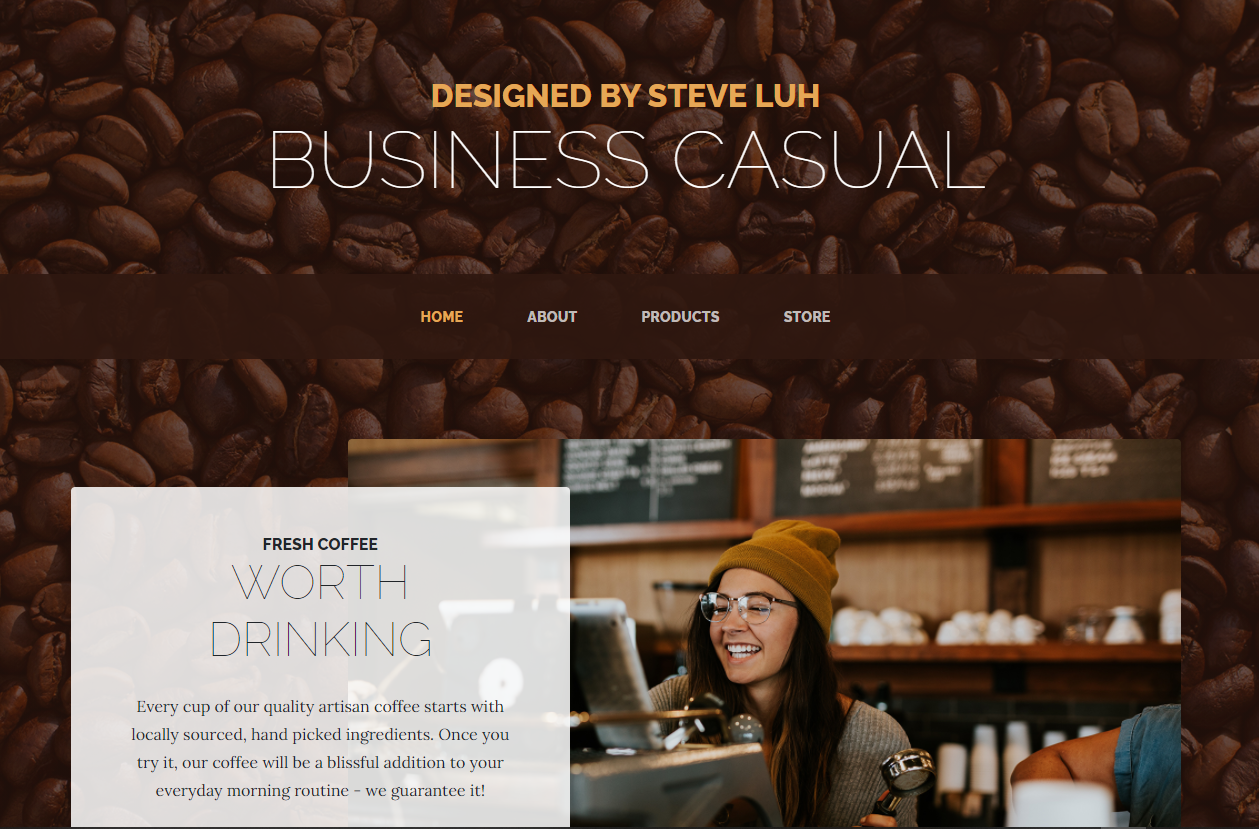 DESIGNED BY STEVE LUH
BUSINESS CASUAL
HOME ABOUT PRODUCTS STORE
FRESH COFFEE
WORTH
DRINKING
Every cup of our quality artisan coffee starts with
locally sourced, hand picked ingredients. Once you
try it, our coffee will be a blissful addition to your
everyday morning routine - we guarantee it!